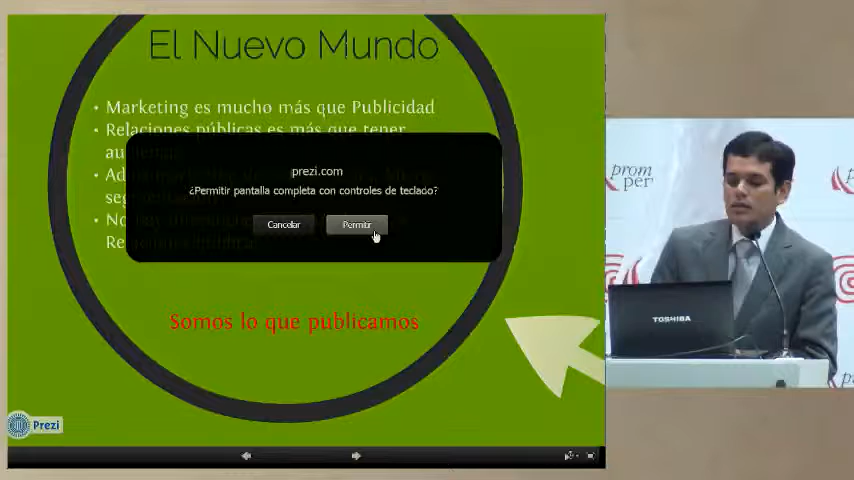 El Nuevo Mundo
• Marketing es mucho más que Publicidad
• Relaciones públicas es más que tener
prezi.com
¿Permitir pantalla completa con controles de teclado?
Cancelar
Permitir
Somos lo que publicamos
Prezi
prom
per
TOSHIBA